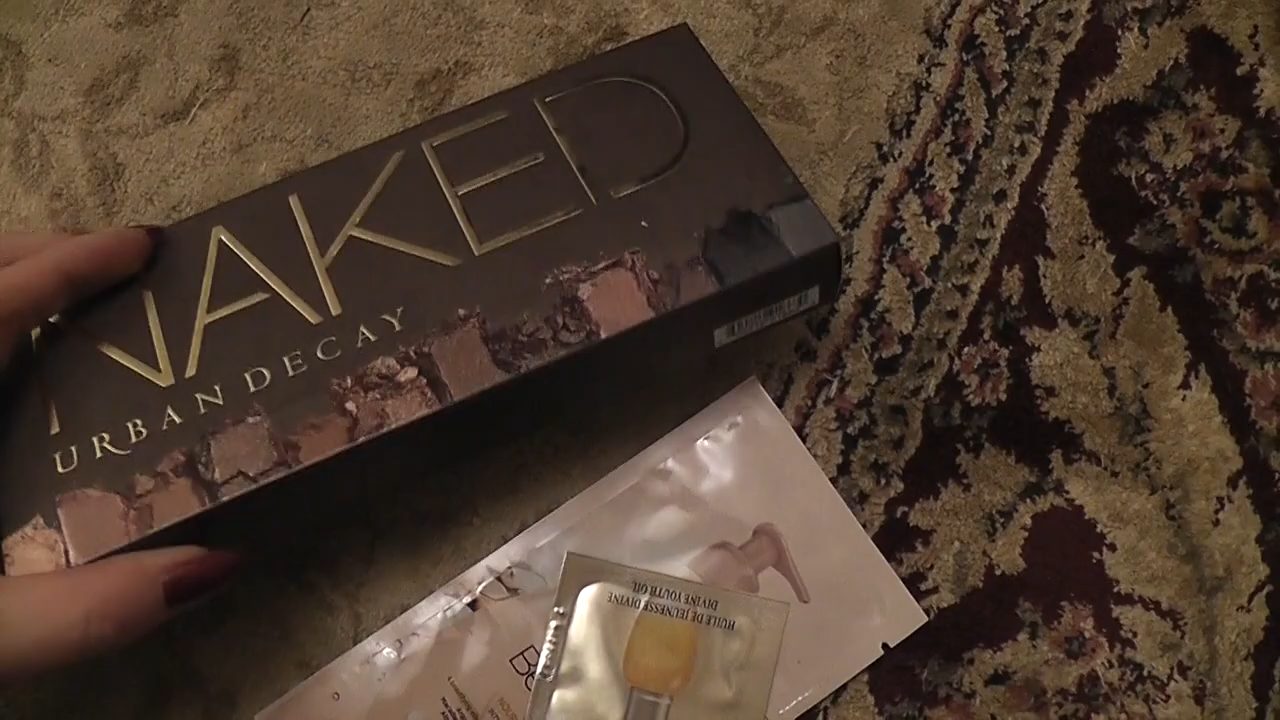 NAKED
URBAN DECAY
HUILE DE JEUNESSE DIVINE
DIVINE YOUTH OIL